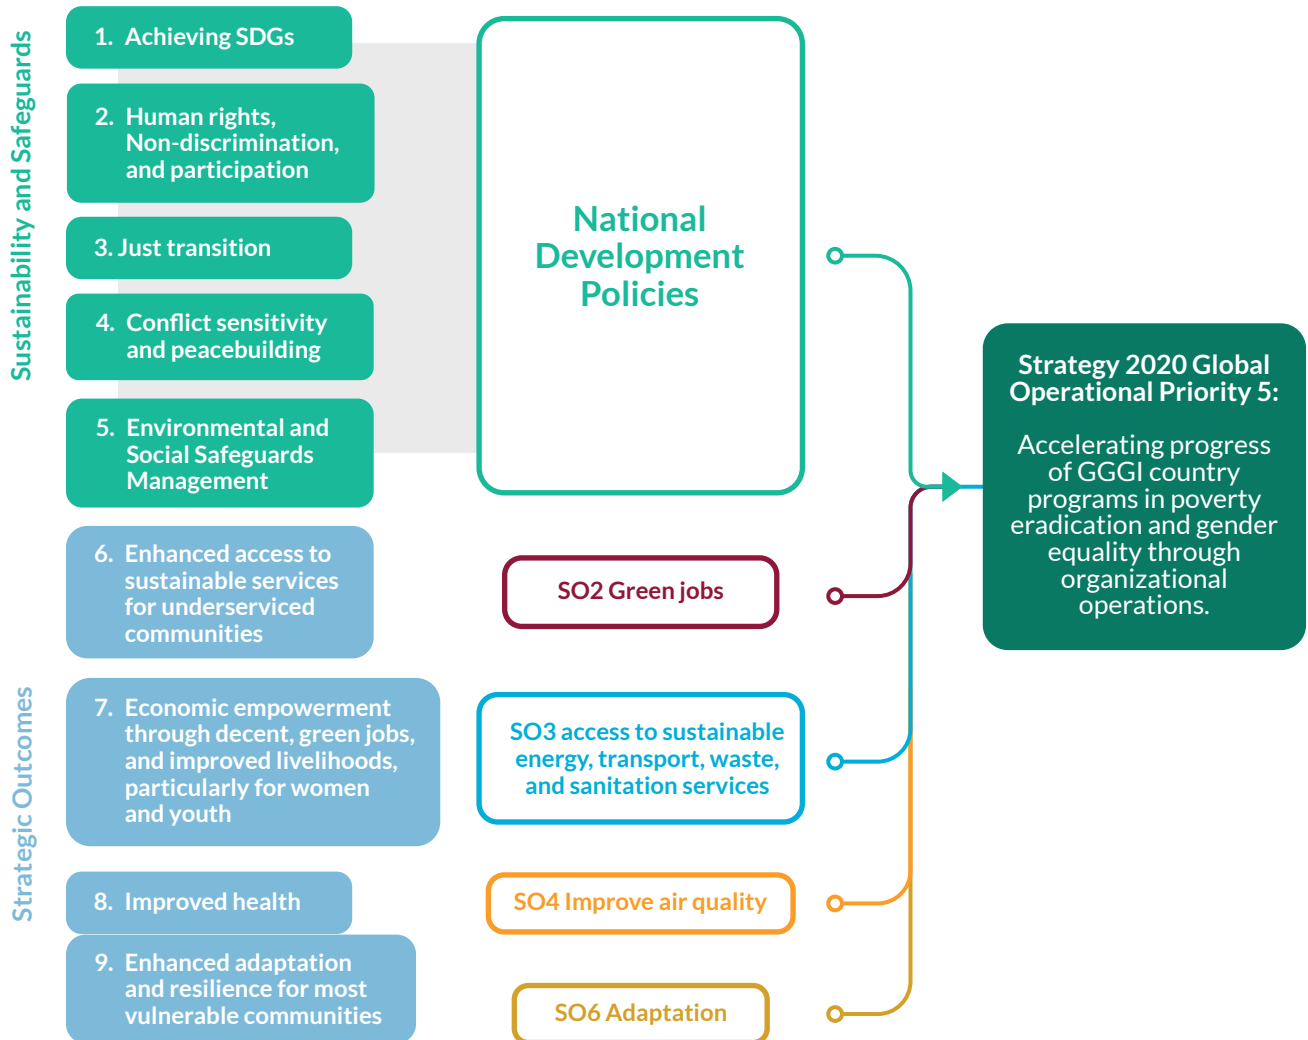 Sustainability and Safeguards
1. Achieving SDGs
2. Human rights,
Non-discrimination,
and participation
3. Just transition
4. Conflict sensitivity
and peacebuilding
5. Environmental and
Social Safeguards
Management
Strategic Outcomes
6. Enhanced access to
sustainable services
for underserviced
communities
7. Economic empowerment
through decent, green jobs,
and improved livelihoods,
particularly for women
and youth
8. Improved health
9. Enhanced adaptation
and resilience for most
vulnerable communities
National
Development
Policies
SO2 Green jobs
SO3 access to sustainable
energy, transport, waste,
and sanitation services
SO4 Improve air quality
SO6 Adaptation
Strategy 2020 Global
Operational Priority 5:
Accelerating progress
of GGGI country
programs in poverty
eradication and gender
equality through
organizational
operations.